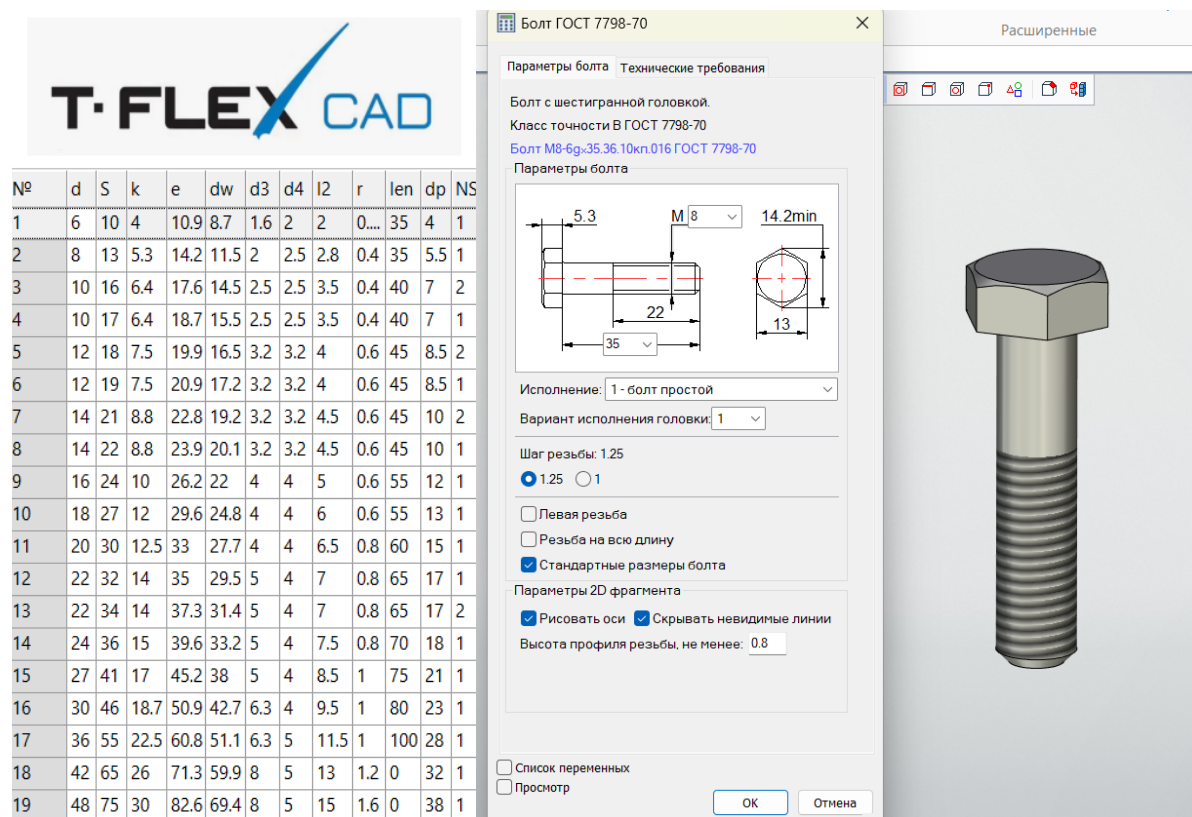 T-FLEX CAD
№ d S k e dw d3 d4 l2 r len dp NS
1 6 10 4 10.9 8.7 1.6 2 2 0.... 35 4 1
2 8 13 5.3 14.2 11.5 2 2.5 2.8 0.4 35 5.5 1
3 10 16 6.4 17.6 14.5 2.5 2.5 3.5 0.4 40 7 2
4 10 17 6.4 18.7 15.5 2.5 2.5 3.5 0.4 40 7 1
5 12 18 7.5 19.9 16.5 3.2 3.2 4 0.6 45 8.5 2
6 12 19 7.5 20.9 17.2 3.2 3.2 4 0.6 45 8.5 1
7 14 21 8.8 22.8 19.2 3.2 3.2 4.5 0.6 45 10 2
8 14 22 8.8 23.9 20.1 3.2 3.2 4.5 0.6 45 10 1
9 16 24 10 26.2 22 4 4 5 0.6 55 12 1
10 18 27 12 29.6 24.8 4 4 6 0.6 55 13 1
11 20 30 12.5 33 27.7 4 4 6.5 0.8 60 15 1
12 22 32 14 35 29.5 5 4 7 0.8 65 17 1
13 22 34 14 37.3 31.4 5 4 7 0.8 65 17 2
14 24 36 15 39.6 33.2 5 4 7.5 0.8 70 18 1
15 27 41 17 45.2 38 5 4 8.5 1 75 21 1
16 30 46 18.7 50.9 42.7 6.3 4 9.5 1 80 23 1
17 36 55 22.5 60.8 51.1 6.3 5 11.5 1 100 28 1
18 42 65 26 71.3 59.9 8 5 13 1.2 0 32 1
19 48 75 30 82.6 69.4 8 5 15 1.6 0 38 1
Болт ГОСТ 7798-70
Параметры болта Технические требования
Болт с шестигранной головкой.
Класс точности В ГОСТ 7798-70
Болт М8-6gx35.36.10кп.016 ГОСТ 7798-70
Параметры болта
5.3 M 8 14.2min
22
13
35
Исполнение: 1 - болт простой
Вариант исполнения головки: 1
Шаг резьбы: 1.25
1.25 1
Левая резьба
Резьба на всю длину
Стандартные размеры болта
Параметры 2D фрагмента
Рисовать оси Скрывать невидимые линии
Высота профиля резьбы, не менее: 0.8
Список переменных
Просмотр
ОК Отмена
Расширенные